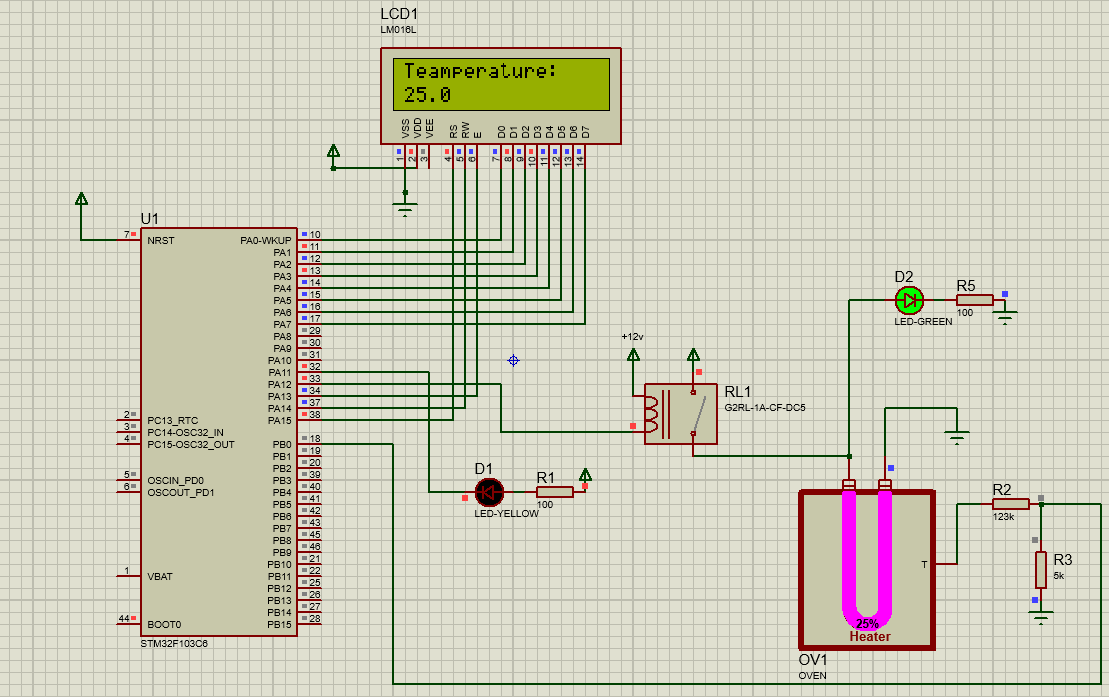 LCD1
LM016L
Teamperature:
25.0
VSS VDD VEE RS RW E D0 D1 D2 D3 D4 D5 D6 D7
1 2 3 4 5 6 7 8 9 10 11 12 13 14
U1
7 NRST PA0-WKUP 10
PA1 11
PA2 12
PA3 13
PA4 14
PA5 15
PA6 16
PA7 17
PA8 29
PA9 30
PA10 31
PA11 32
PA12 33
PA13 34
PA14 37
2 PC13_RTC PA15 38
3 PC14-OSC32_IN
4 PC15-OSC32_OUT PB0 18
PB1 19
PB2 20
5 OSCIN_PD0 PB3 39
6 OSCOUT_PD1 PB4 40
PB5 41
PB6 42
PB7 43
PB8 45
PB9 46
PB10 21
1 VBAT PB11 22
PB12 25
PB13 26
PB14 27
44 BOOT0 PB15 28
STM32F103C6
+12v
RL1
G2RL-1A-CF-DC5
D1
LED-YELLOW
R1
100
D2
LED-GREEN
R5
100
R2
123k
R3
5k
T
25%
Heater
OV1
OVEN